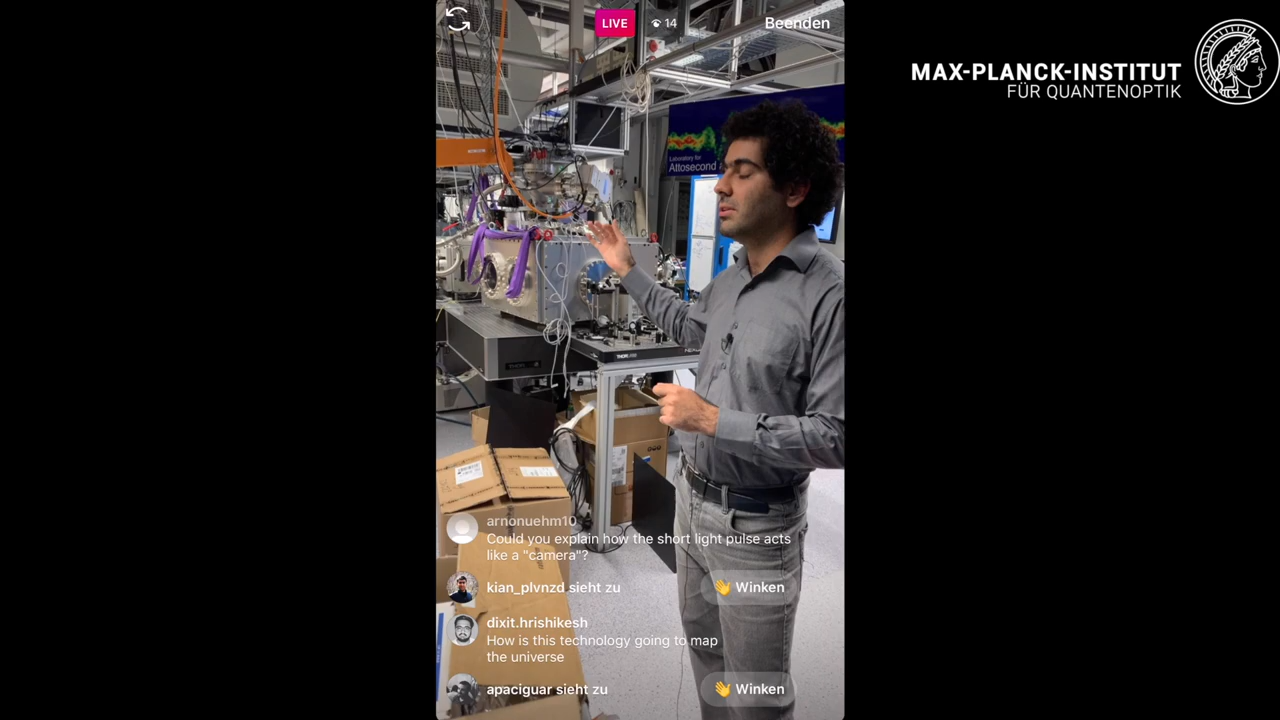 LIVE
14
Beenden
MAX-PLANCK-INSTITUT
FÜR QUANTENOPTIK
Laboratory for
Attosecond
THORLABS
arnonuehm10
Could you explain how the short light pulse acts
like a "camera"?
kian_plvnzd sieht zu
👋 Winken
dixit.hrishikesh
How is this technology going to map
the universe
apaciguar sieht zu
👋 Winken